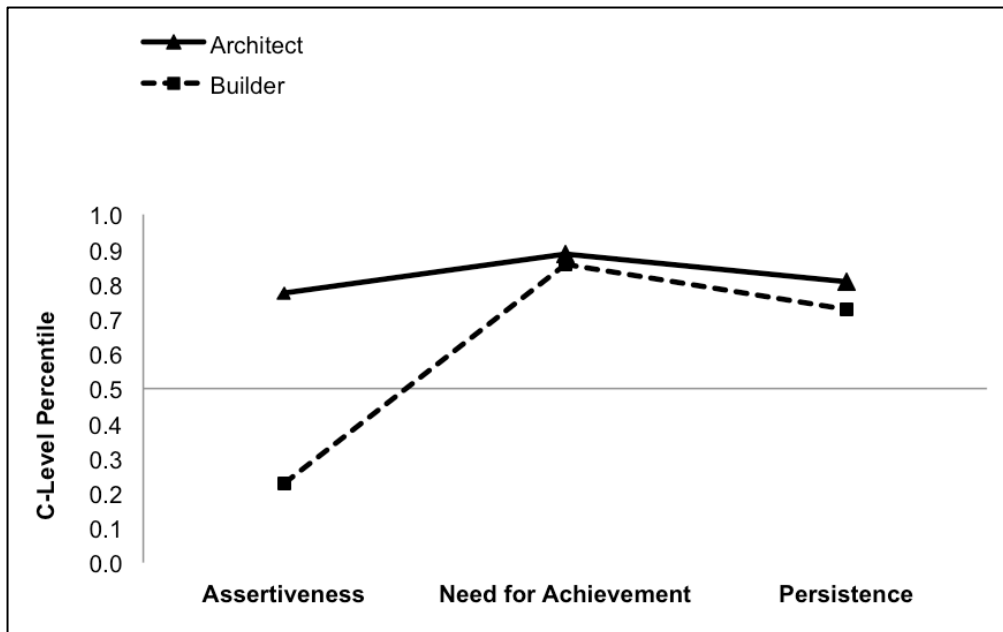 Architect
Builder
C-Level Percentile
1.0
0.9
0.8
0.7
0.6
0.5
0.4
0.3
0.2
0.1
0.0
Assertiveness Need for Achievement Persistence